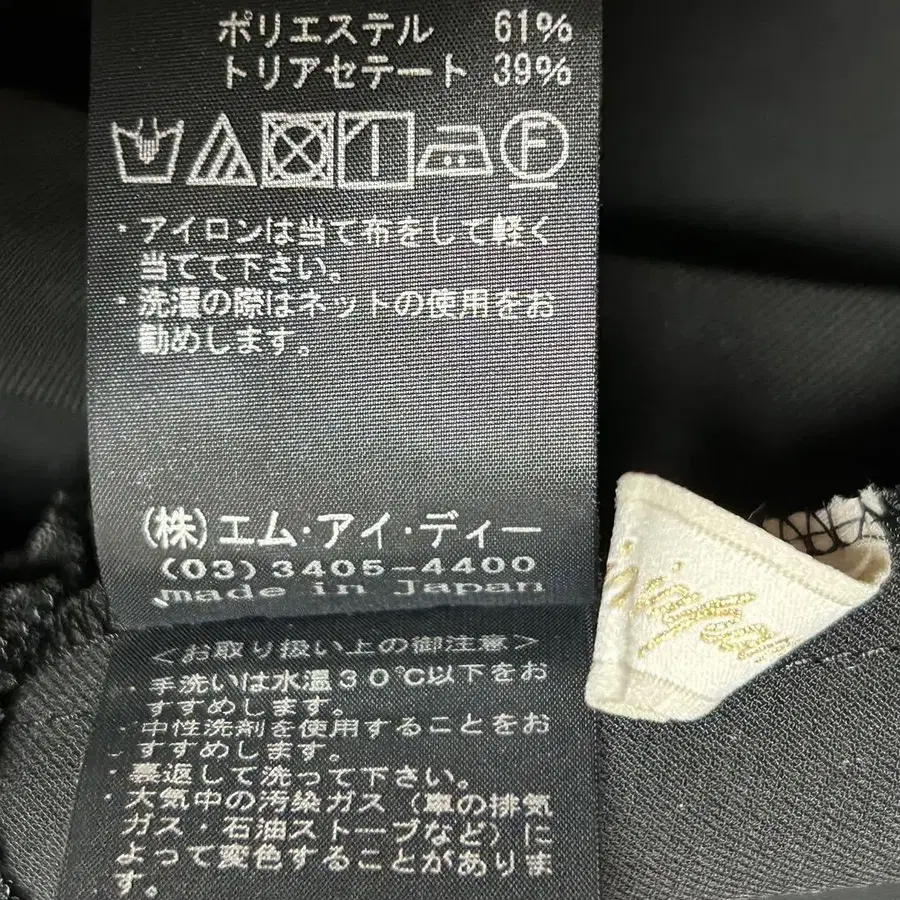 ポリエステル 61%
トリアセテート 39%
F
・アイロンは当て布をして軽く
当てて下さい。
・洗濯の際はネットの使用をお
勧めします。
(株)エム・アイ・ディー
(03)3405-4400
made in Japan
<お取り扱い上の御注意>
・手洗いは水温30℃以下をお
すすめします。
・中性洗剤を使用することをお
すすめします。
・裏返して洗って下さい。
・大気中の汚染ガス(車の排気
ガス・石油ストーブなど)に
よって変色することがありま
す。